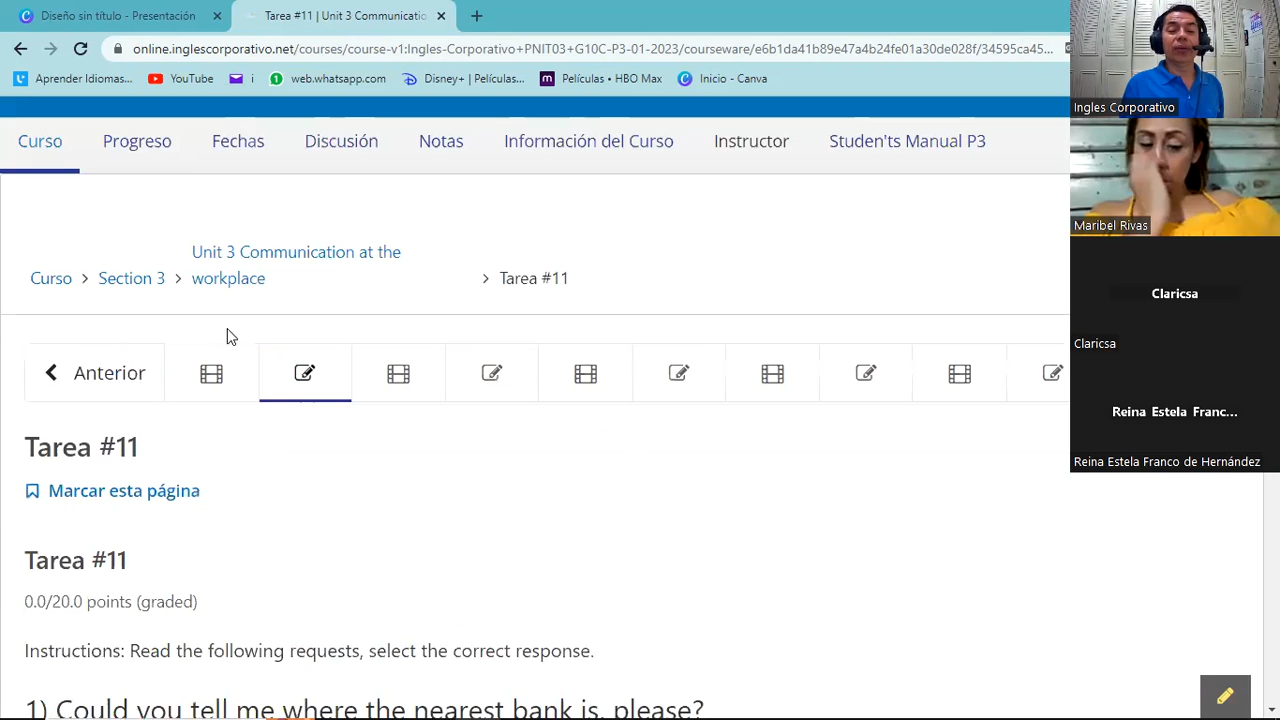 Diseño sin título - Presentación
Tarea #11 | Unit 3 Communicatio
online.inglescorporativo.net/courses/course-v1:Ingles-Corporativo+PNIT03+G10C-P3-01-2023/courseware/e6b1da41b89e47a4b24fe01a30de028f/34595ca45...
Aprender Idiomas...
YouTube
i
web.whatsapp.com
Disney+ | Películas...
Películas • HBO Max
Inicio - Canva
Curso
Progreso
Fechas
Discusión
Notas
Información del Curso
Instructor
Studen'ts Manual P3
Curso > Section 3 > Unit 3 Communication at the workplace > Tarea #11
Anterior
Tarea #11
Marcar esta página
Tarea #11
0.0/20.0 points (graded)
Instructions: Read the following requests, select the correct response.
1) Could you tell me where the nearest bank is, please?
Ingles Corporativo
Maribel Rivas
Claricsa
Claricsa
Reina Estela Franc...
Reina Estela Franco de Hernández